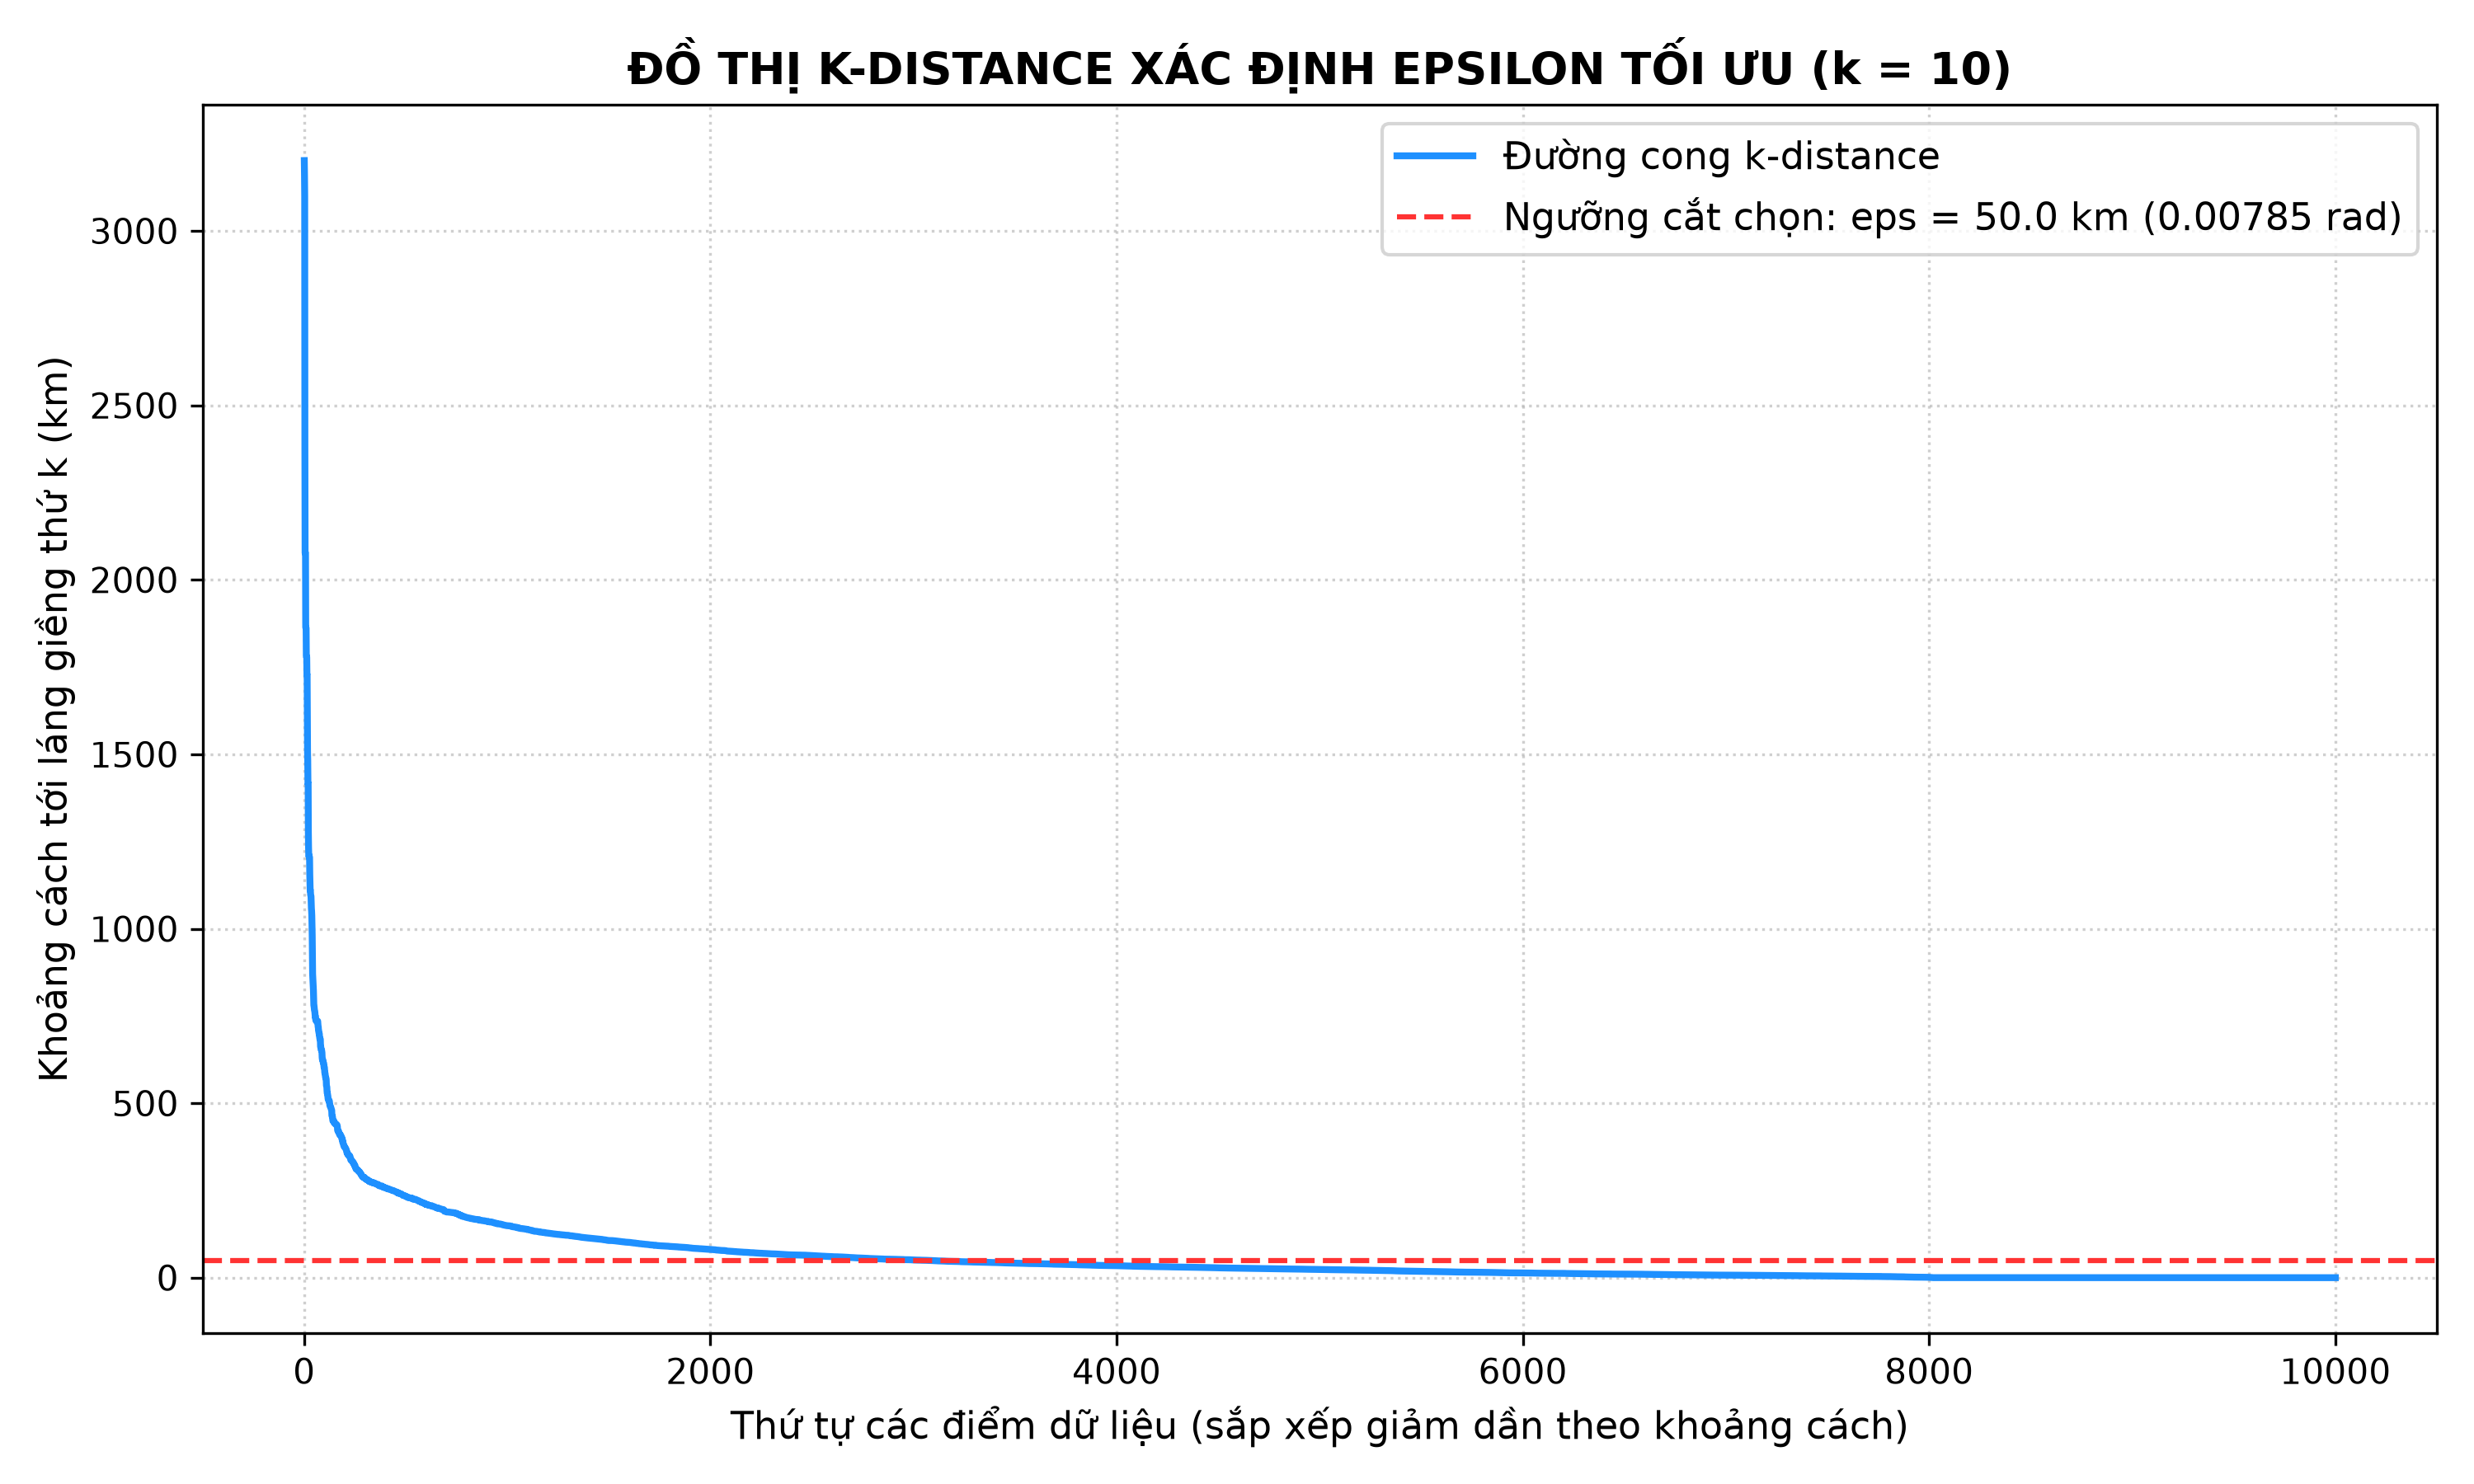 ĐỒ THỊ K-DISTANCE XÁC ĐỊNH EPSILON TỐI ƯU (k = 10)
Đường cong k-distance
Ngưỡng cắt chọn: eps = 50.0 km (0.00785 rad)
Khoảng cách tới láng giềng thứ k (km)
3000
2500
2000
1500
1000
500
0
0 2000 4000 6000 8000 10000
Thứ tự các điểm dữ liệu (sắp xếp giảm dần theo khoảng cách)